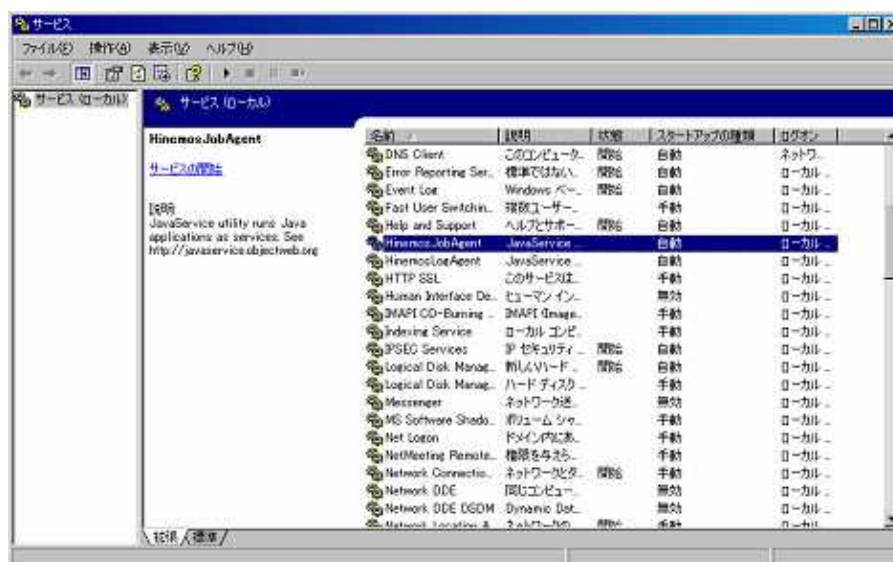 サービス
ファイル(F) 操作(A) 表示(V) ヘルプ(H)
サービス (ローカル)
サービス (ローカル)
HinemosJobAgent
サービスの開始
説明:
JavaService utility runs Java
applications as services. See
http://javaservice.objectweb.org
名前 説明 状態 スタートアップの種類 ログオン
DNS Client このコンピュータ... 開始 自動 ネットワ...
Error Reporting Ser... 標準ではない... 開始 自動 ローカル ...
Event Log Windows ベー... 開始 自動 ローカル ...
Fast User Switchin... 複数ユーザー... 手動 ローカル ...
Help and Support ヘルプとサポー... 開始 自動 ローカル ...
HinemosJobAgent JavaService ... 自動 ローカル ...
HinemosLogAgent JavaService ... 自動 ローカル ...
HTTP SSL このサービスは... 手動 ローカル ...
Human Interface De... ヒューマン イン... 無効 ローカル ...
IMAPI CD-Burning ... IMAPI (Image... 手動 ローカル ...
Indexing Service ローカル コンピ... 手動 ローカル ...
IPSEC Services IP セキュリティ ... 開始 自動 ローカル ...
Logical Disk Manag... 新しいハード ... 開始 自動 ローカル ...
Logical Disk Manag... ハード ディスク ... 手動 ローカル ...
Messenger ネットワーク送... 無効 ローカル ...
MS Software Shado... ボリューム シャ... 手動 ローカル ...
Net Logon ドメイン内にあ... 手動 ローカル ...
NetMeeting Remote... 権限を与えら... 手動 ローカル ...
Network Connectio... ネットワークとダ... 開始 手動 ローカル ...
Network DDE 同じコンピュー... 無効 ローカル ...
Network DDE DSDM Dynamic Dat... 無効 ローカル ...
Network Location A... ネットワークの... 開始 手動 ローカル ...
拡張 標準